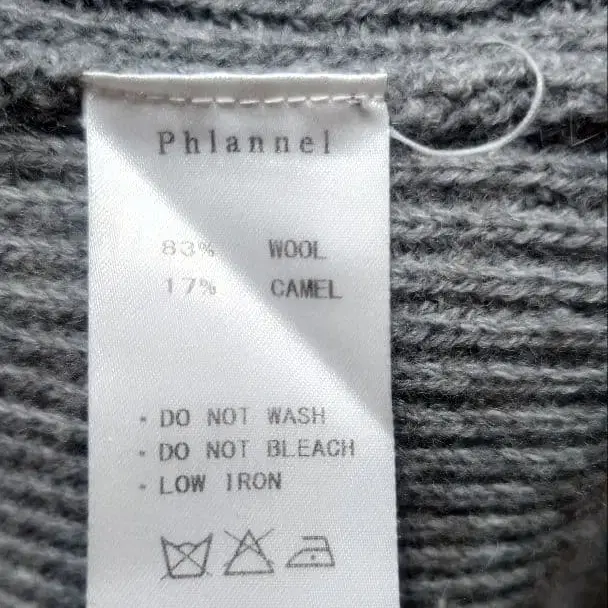 Phlannel
83% WOOL
17% CAMEL
・DO NOT WASH
・DO NOT BLEACH
・LOW IRON